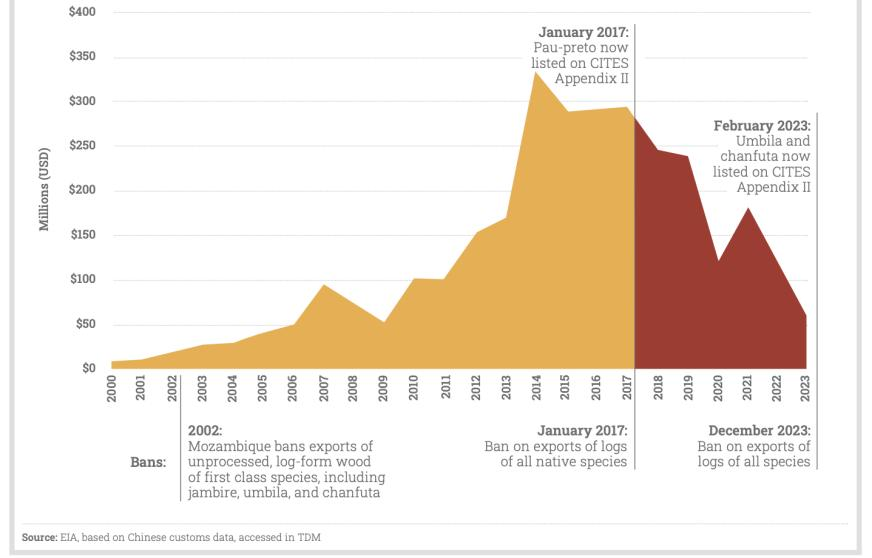 $400
$350
$300
$250
$200
$150
$100
$50
$0
Millions (USD)
January 2017:
Pau-preto now
listed on CITES
Appendix II
February 2023:
Umbila and
chanfuta now
listed on CITES
Appendix II
2000
2001
2002
2003
2004
2005
2006
2007
2008
2009
2010
2011
2012
2013
2014
2015
2016
2017
2018
2019
2020
2021
2022
2023
Bans:
2002:
Mozambique bans exports of
unprocessed, log-form wood
of first class species, including
jambire, umbila, and chanfuta
January 2017:
Ban on exports of logs
of all native species
December 2023:
Ban on exports of
logs of all species
Source: EIA, based on Chinese customs data, accessed in TDM